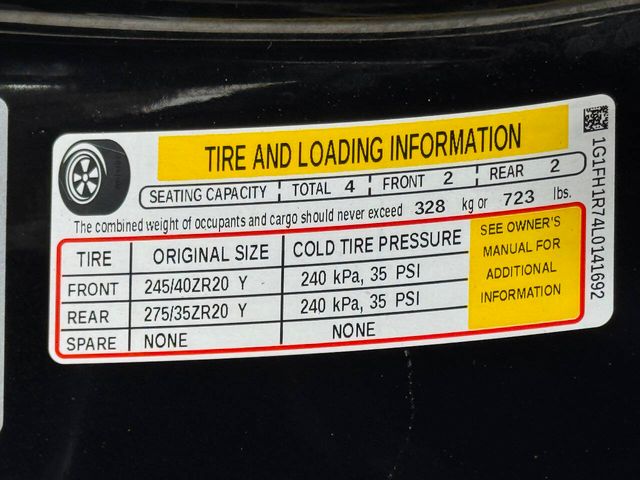 TIRE AND LOADING INFORMATION
SEATING CAPACITY TOTAL 4 FRONT 2 REAR 2
The combined weight of occupants and cargo should never exceed 328 kg or 723 lbs.
TIRE ORIGINAL SIZE COLD TIRE PRESSURE
FRONT 245/40ZR20 Y 240 kPa, 35 PSI
REAR 275/35ZR20 Y 240 kPa, 35 PSI
SPARE NONE NONE
SEE OWNER'S
MANUAL FOR
ADDITIONAL
INFORMATION
1G1FH1R74L0141692